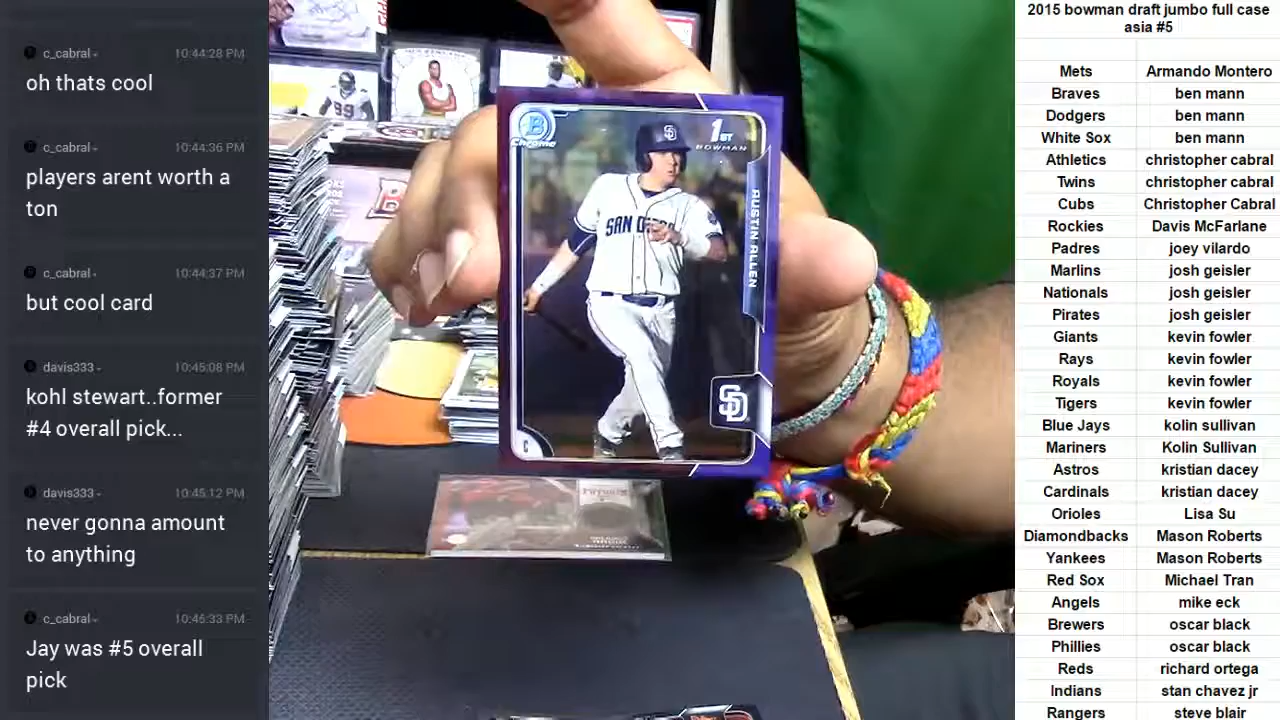 c_cabral
10:44:28 PM
oh thats cool
c_cabral
10:44:36 PM
players arent worth a
ton
c_cabral
10:44:37 PM
but cool card
davis333
10:45:08 PM
kohl stewart..former
#4 overall pick...
davis333
10:45:12 PM
never gonna amount
to anything
c_cabral
10:45:33 PM
Jay was #5 overall
pick
99
B
Chrome
1ST
BOWMAN
SD
SAN
AUSTIN ALLEN
SD
C
2015 bowman draft jumbo full case
asia #5
Mets Armando Montero
Braves ben mann
Dodgers ben mann
White Sox ben mann
Athletics christopher cabral
Twins christopher cabral
Cubs Christopher Cabral
Rockies Davis McFarlane
Padres joey vilardo
Marlins josh geisler
Nationals josh geisler
Pirates josh geisler
Giants kevin fowler
Rays kevin fowler
Royals kevin fowler
Tigers kevin fowler
Blue Jays kolin sullivan
Mariners Kolin Sullivan
Astros kristian dacey
Cardinals kristian dacey
Orioles Lisa Su
Diamondbacks Mason Roberts
Yankees Mason Roberts
Red Sox Michael Tran
Angels mike eck
Brewers oscar black
Phillies oscar black
Reds richard ortega
Indians stan chavez jr
Rangers steve blair